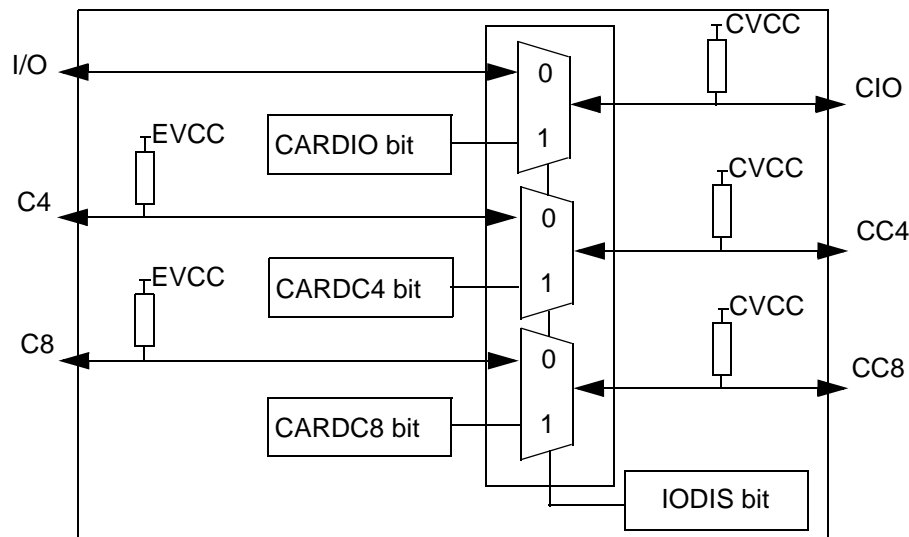 CVCC
I/O
0
CIO
EVCC
CARDIO bit
1
CVCC
C4
0
CC4
EVCC
CARDC4 bit
1
CVCC
C8
0
CC8
CARDC8 bit
1
IODIS bit